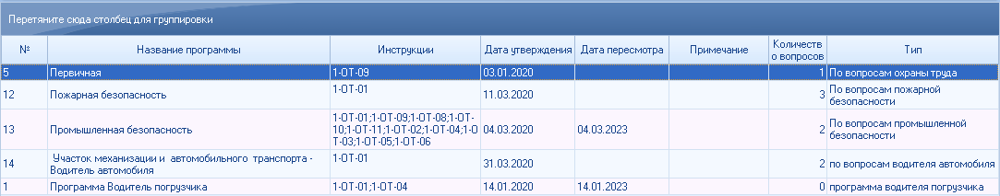 Перетяните сюда столбец для группировки
№ Название программы Инструкции Дата утверждения Дата пересмотра Примечание Количеств Тип
о вопросов
5 Первичная 1-ОТ-09 03.01.2020 1 По вопросам охраны труда
12 Пожарная безопасность 1-ОТ-01 11.03.2020 3 По вопросам пожарной
безопасности
13 Промышленная безопасность 1-ОТ-01;1-ОТ-09;1-ОТ-08;1-ОТ- 04.03.2020 04.03.2023 2 По вопросам промышленной
10;1-ОТ-11;1-ОТ-02;1-ОТ-04;1-О безопасности
Т-03;1-ОТ-05;1-ОТ-06
14 Участок механизации и автомобильного транспорта - 1-ОТ-01 31.03.2020 2 по вопросам водителя автомобиля
Водитель автомобиля
1 Программа Водитель погрузчика 1-ОТ-01;1-ОТ-04 14.01.2020 14.01.2023 0 программа водителя погрузчика